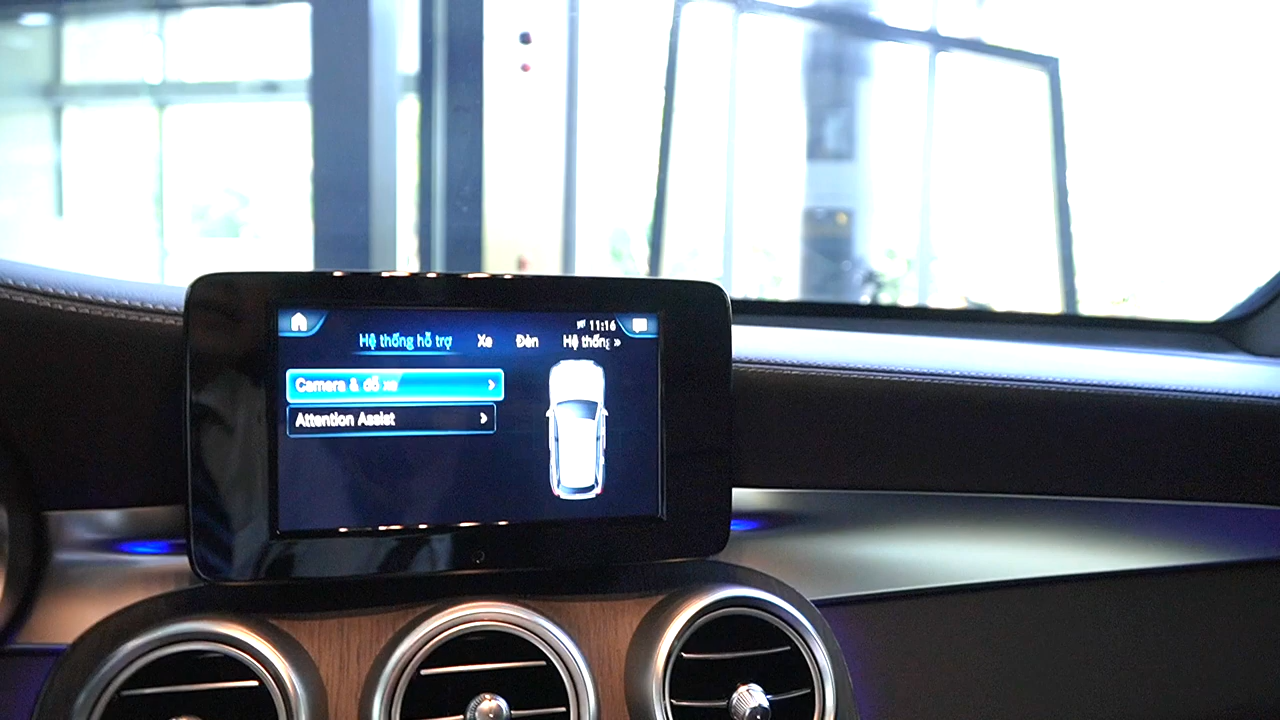 11:16
Hệ thống hỗ trợ Xe Đèn Hệ thống »
Camera & đỗ xe
Attention Assist